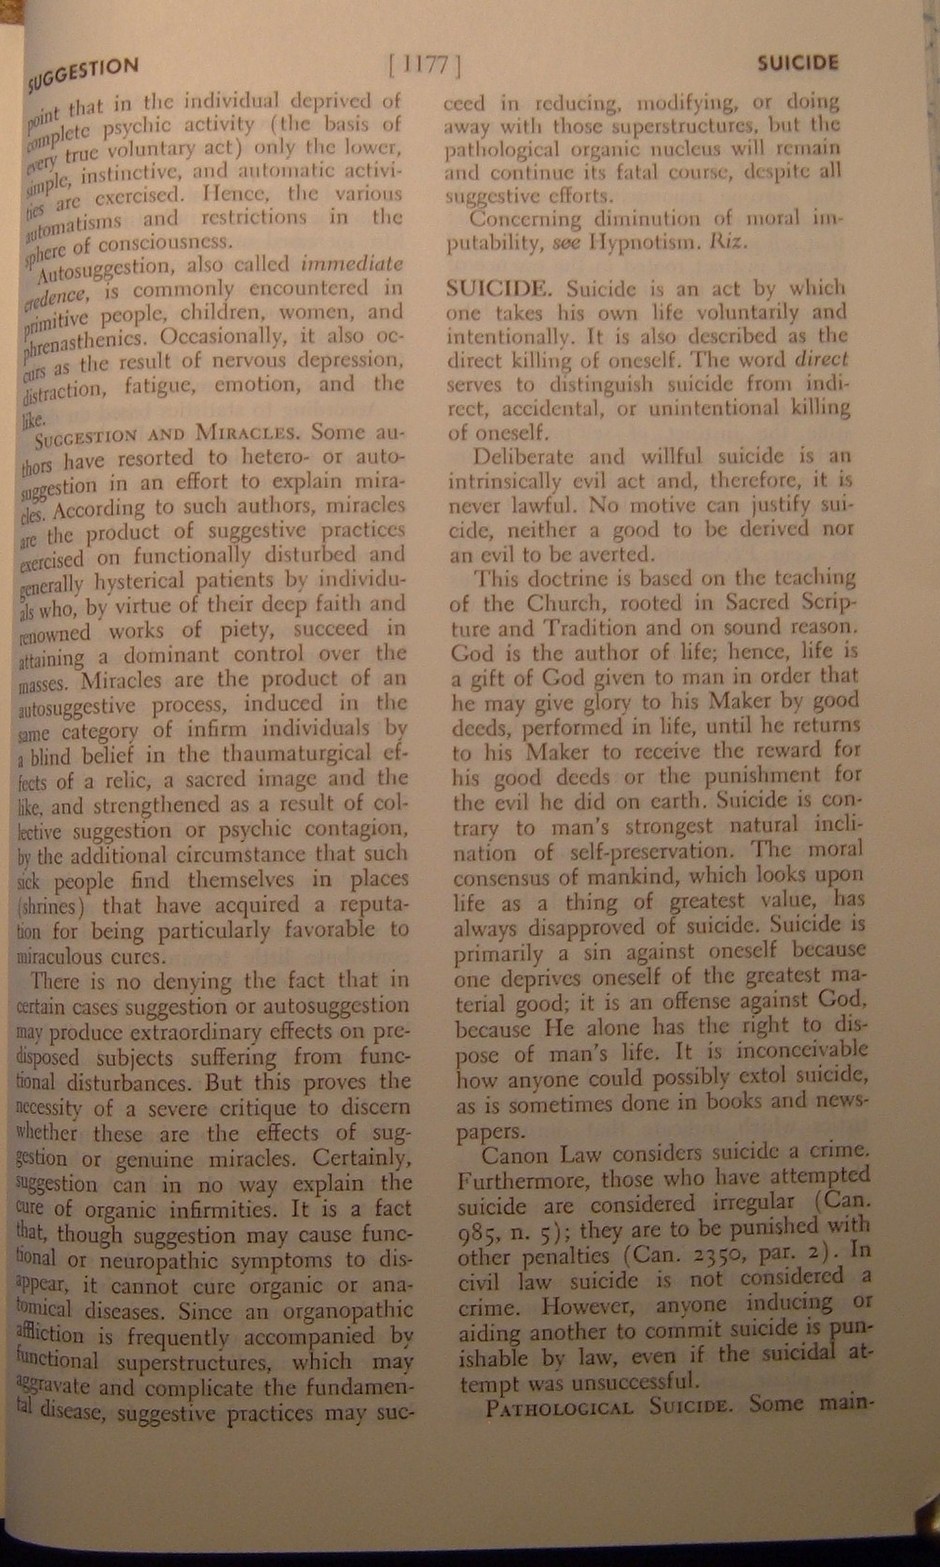 SUGGESTION [ 1177 ] SUICIDE
point that in the individual deprived of
complete psychic activity (the basis of
every true voluntary act) only the lower,
simple, instinctive, and automatic activi-
ties are exercised. Hence, the various
automatisms and restrictions in the
sphere of consciousness.
Autosuggestion, also called immediate
credence, is commonly encountered in
primitive people, children, women, and
phrenasthenics. Occasionally, it also oc-
curs as the result of nervous depression,
distraction, fatigue, emotion, and the
like.
SUGGESTION AND MIRACLES. Some au-
thors have resorted to hetero- or auto-
suggestion in an effort to explain mira-
cles. According to such authors, miracles
are the product of suggestive practices
exercised on functionally disturbed and
generally hysterical patients by individu-
als who, by virtue of their deep faith and
renowned works of piety, succeed in
attaining a dominant control over the
masses. Miracles are the product of an
autosuggestive process, induced in the
same category of infirm individuals by
a blind belief in the thaumaturgical ef-
fects of a relic, a sacred image and the
like, and strengthened as a result of col-
lective suggestion or psychic contagion,
by the additional circumstance that such
sick people find themselves in places
(shrines) that have acquired a reputa-
tion for being particularly favorable to
miraculous cures.
There is no denying the fact that in
certain cases suggestion or autosuggestion
may produce extraordinary effects on pre-
disposed subjects suffering from func-
tional disturbances. But this proves the
necessity of a severe critique to discern
whether these are the effects of sug-
gestion or genuine miracles. Certainly,
suggestion can in no way explain the
cure of organic infirmities. It is a fact
that, though suggestion may cause func-
tional or neuropathic symptoms to dis-
appear, it cannot cure organic or ana-
tomical diseases. Since an organopathic
affliction is frequently accompanied by
functional superstructures, which may
aggravate and complicate the fundamen-
tal disease, suggestive practices may suc-
ceed in reducing, modifying, or doing
away with those superstructures, but the
pathological organic nucleus will remain
and continue its fatal course, despite all
suggestive efforts.
Concerning diminution of moral im-
putability, see Hypnotism. Riz.
SUICIDE. Suicide is an act by which
one takes his own life voluntarily and
intentionally. It is also described as the
direct killing of oneself. The word direct
serves to distinguish suicide from indi-
rect, accidental, or unintentional killing
of oneself.
Deliberate and willful suicide is an
intrinsically evil act and, therefore, it is
never lawful. No motive can justify sui-
cide, neither a good to be derived nor
an evil to be averted.
This doctrine is based on the teaching
of the Church, rooted in Sacred Scrip-
ture and Tradition and on sound reason.
God is the author of life; hence, life is
a gift of God given to man in order that
he may give glory to his Maker by good
deeds, performed in life, until he returns
to his Maker to receive the reward for
his good deeds or the punishment for
the evil he did on earth. Suicide is con-
trary to man's strongest natural incli-
nation of self-preservation. The moral
consensus of mankind, which looks upon
life as a thing of greatest value, has
always disapproved of suicide. Suicide is
primarily a sin against oneself because
one deprives oneself of the greatest ma-
terial good; it is an offense against God,
because He alone has the right to dis-
pose of man's life. It is inconceivable
how anyone could possibly extol suicide,
as is sometimes done in books and news-
papers.
Canon Law considers suicide a crime.
Furthermore, those who have attempted
suicide are considered irregular (Can.
985, n. 5); they are to be punished with
other penalties (Can. 2350, par. 2). In
civil law suicide is not considered a
crime. However, anyone inducing or
aiding another to commit suicide is pun-
ishable by law, even if the suicidal at-
tempt was unsuccessful.
PATHOLOGICAL SUICIDE. Some main-